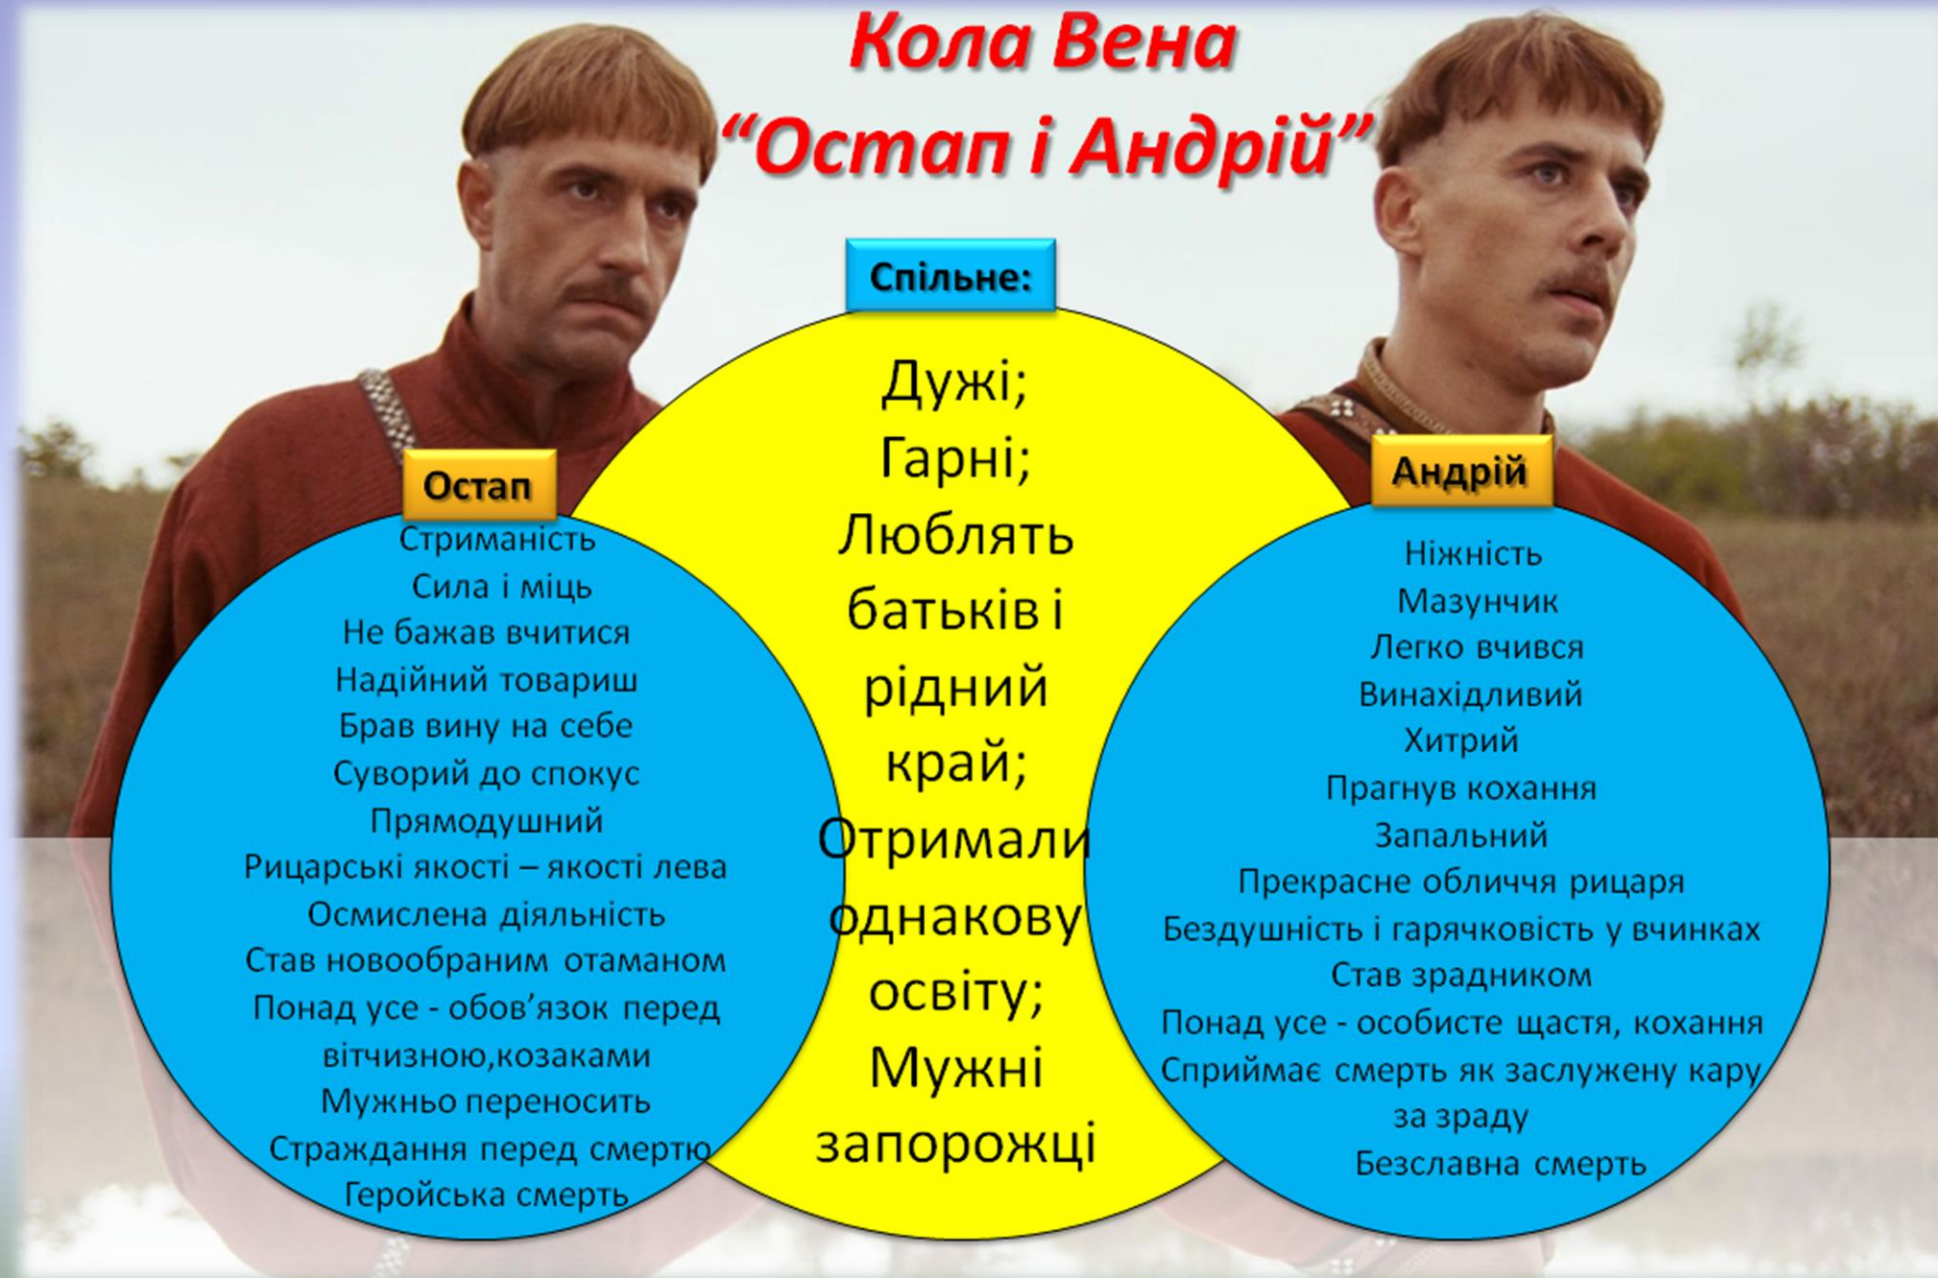 Кола Вена
“Остап і Андрій”
Спільне:
Дужі;
Гарні;
Люблять
батьків і
рідний
край;
Отримали
однакову
освіту;
Мужні
запорожці
Остап
Стриманість
Сила і міць
Не бажав вчитися
Надійний товариш
Брав вину на себе
Суворий до спокус
Прямодушний
Рицарські якості – якості лева
Осмислена діяльність
Став новообраним отаманом
Понад усе - обов’язок перед
вітчизною,козаками
Мужньо переносить
Страждання перед смертю
Геройська смерть
Андрій
Ніжність
Мазунчик
Легко вчився
Винахідливий
Хитрий
Прагнув кохання
Запальний
Прекрасне обличчя рицаря
Бездушність і гарячковість у вчинках
Став зрадником
Понад усе - особисте щастя, кохання
Сприймає смерть як заслужену кару
за зраду
Безславна смерть